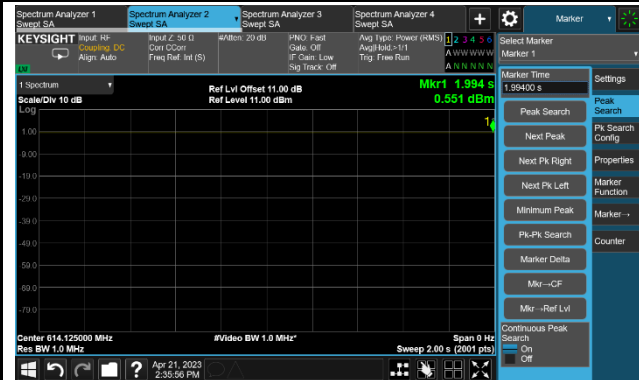 Spectrum Analyzer 1
Swept SA
Spectrum Analyzer 2
Swept SA
Spectrum Analyzer 3
Swept SA
Spectrum Analyzer 4
Swept SA
Marker
KEYSIGHT
Input: RF
Coupling: DC
Align: Auto
Input Z: 50 Ω
Corr CCorr
Freq Ref: Int (S)
#Atten: 20 dB
PNO: Fast
Gate: Off
IF Gain: Low
Sig Track: Off
Avg Type: Power (RMS)
Avg|Hold:>1/1
Trig: Free Run
1 2 3 4 5 6
A W W W W W
A N N N N N
LXI
Select Marker
Marker 1
1 Spectrum
Scale/Div 10 dB
Log
Ref Lvl Offset 11.00 dB
Ref Level 11.00 dBm
Mkr1 1.994 s
0.551 dBm
1
1.00
-9.00
-19.0
-29.0
-39.0
-49.0
-59.0
-69.0
-79.0
Center 614.125000 MHz
Res BW 1.0 MHz
#Video BW 1.0 MHz*
Span 0 Hz
Sweep 2.00 s (2001 pts)
Marker Time
1.99400 s
Peak Search
Next Peak
Next Pk Right
Next Pk Left
Minimum Peak
Pk-Pk Search
Marker Delta
Mkr→CF
Mkr→Ref Lvl
Continuous Peak
Search
On
Off
Settings
Peak
Search
Pk Search
Config
Properties
Marker
Function
Marker→
Counter
?
Apr 21, 2023
2:35:56 PM